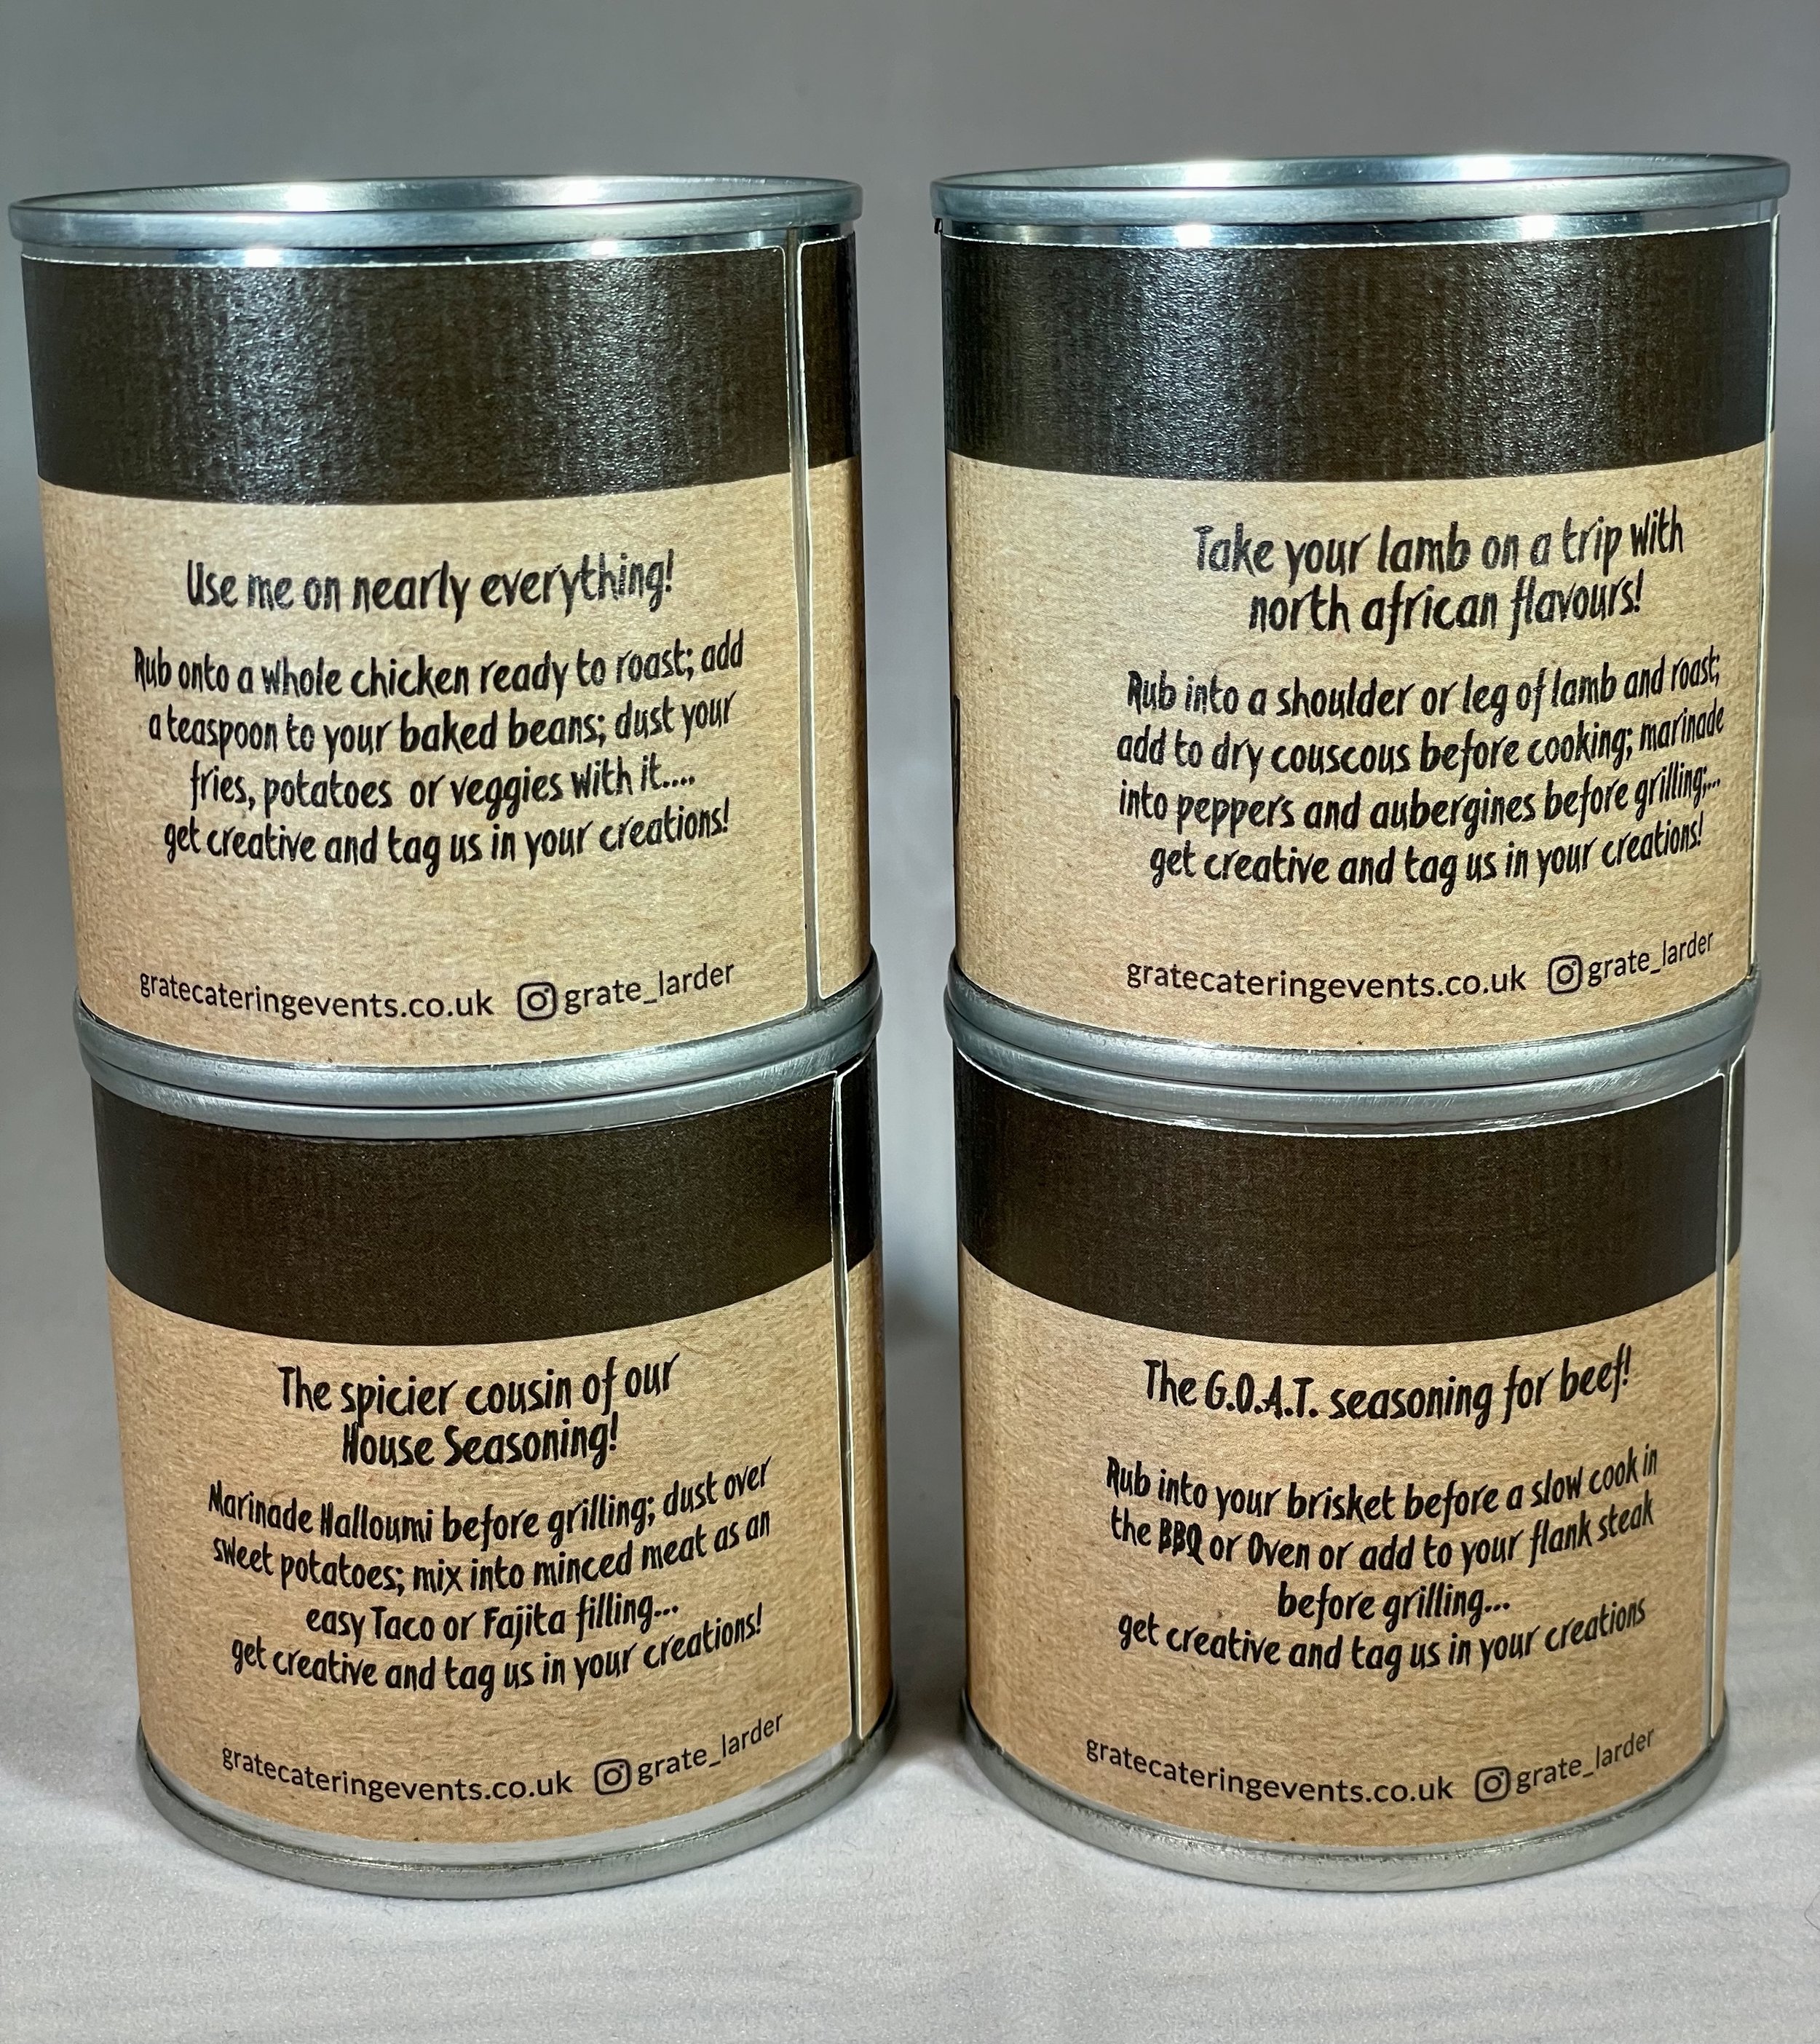 Use me on nearly everything!
Rub onto a whole chicken ready to roast; add
a teaspoon to your baked beans; dust your
fries, potatoes or veggies with it....
get creative and tag us in your creations!
gratecateringevents.co.uk grate_larder
Take your lamb on a trip with
north african flavours!
Rub into a shoulder or leg of lamb and roast;
add to dry couscous before cooking; marinade
into peppers and aubergines before grilling;...
get creative and tag us in your creations!
gratecateringevents.co.uk grate_larder
The spicier cousin of our
House Seasoning!
Marinade Halloumi before grilling; dust over
sweet potatoes; mix into minced meat as an
easy Taco or Fajita filling...
get creative and tag us in your creations!
gratecateringevents.co.uk grate_larder
The G.O.A.T. seasoning for beef!
Rub into your brisket before a slow cook in
the BBQ or Oven or add to your flank steak
before grilling...
get creative and tag us in your creations
gratecateringevents.co.uk grate_larder